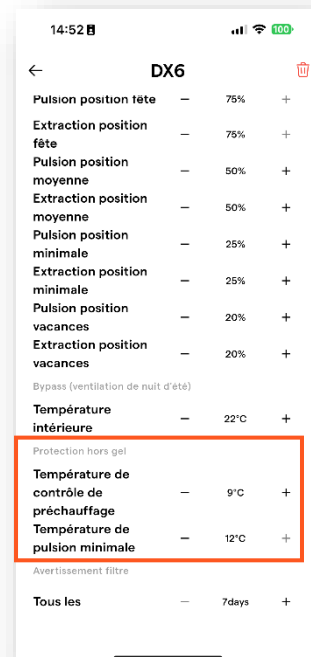 14:52
100
← DX6
Pulsion position fête − 75% +
Extraction position
fête − 75% +
Pulsion position
moyenne − 50% +
Extraction position
moyenne − 50% +
Pulsion position
minimale − 25% +
Extraction position
minimale − 25% +
Pulsion position
vacances − 20% +
Extraction position
vacances − 20% +
Bypass (ventilation de nuit d'été)
Température
intérieure − 22°C +
Protection hors gel
Température de
contrôle de − 9°C +
préchauffage
Température de
pulsion minimale − 12°C +
Avertissement filtre
Tous les − 7days +